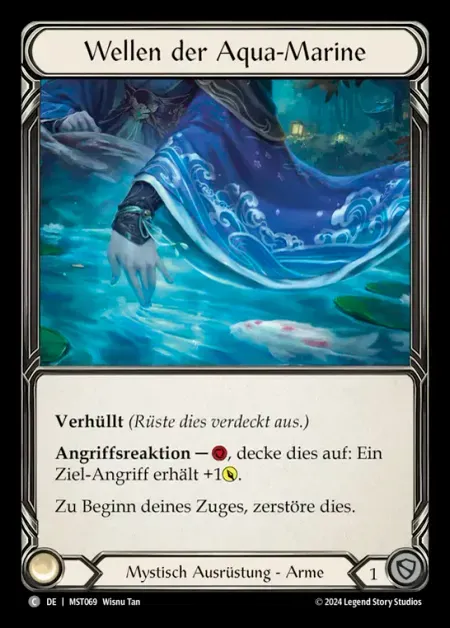 Wellen der Aqua-Marine
Verhüllt (Rüste dies verdeckt aus.)
Angriffsreaktion — , decke dies auf: Ein
Ziel-Angriff erhält +1.
Zu Beginn deines Zuges, zerstöre dies.
Mystisch Ausrüstung - Arme
1
C DE | MST069 Wisnu Tan
© 2024 Legend Story Studios